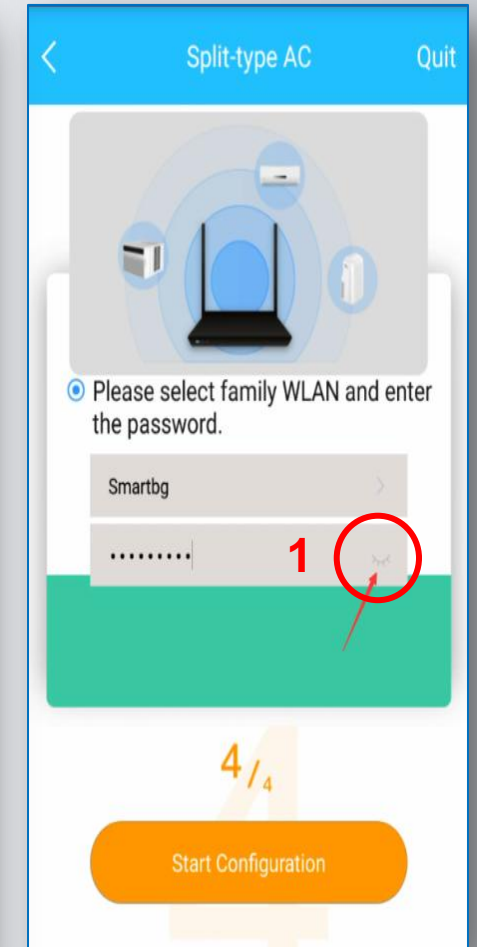 Split-type AC Quit
Please select family WLAN and enter
the password.
Smartbg
•••••••••
1
4/4
Start Configuration